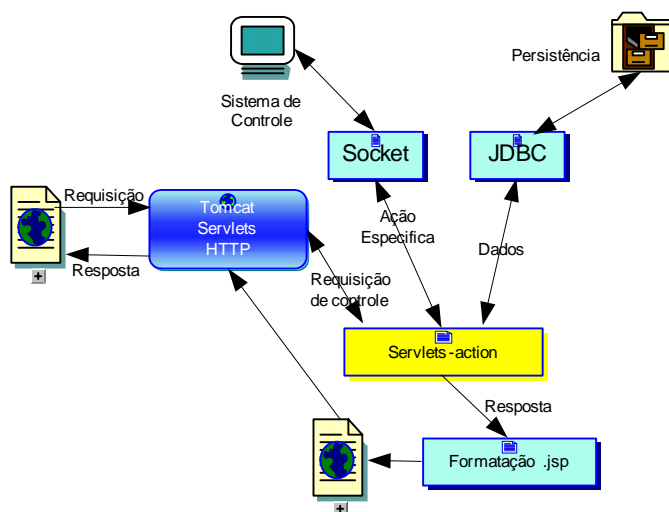 Persistência
Sistema de
Controle
Socket
JDBC
Requisição
Tomcat
Servlets
HTTP
Ação
Especifica
Dados
Resposta
Requisição
de controle
Servlets-action
Resposta
Formatação .jsp